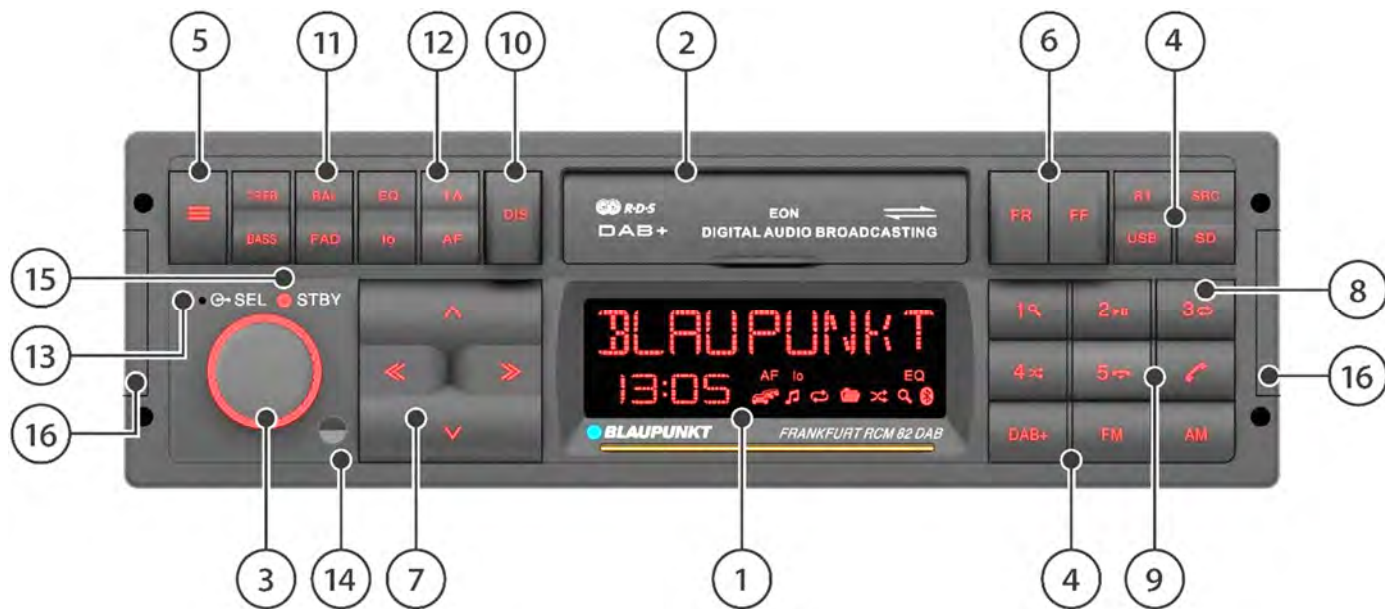 5 11 12 10 2 6 4
TREB BAL EQ TA
BASS FAD lo AF
DIS
R·D·S
DAB+
EON
DIGITAL AUDIO BROADCASTING
FR FF
BT SRC
USB SD
15
13
16
SEL STBY
BLAUPUNKT
13:05
AF lo EQ
BLAUPUNKT FRANKFURT RCM 82 DAB
1 2 3
4 5
DAB+ FM AM
8
16
3 14 7 1 4 9